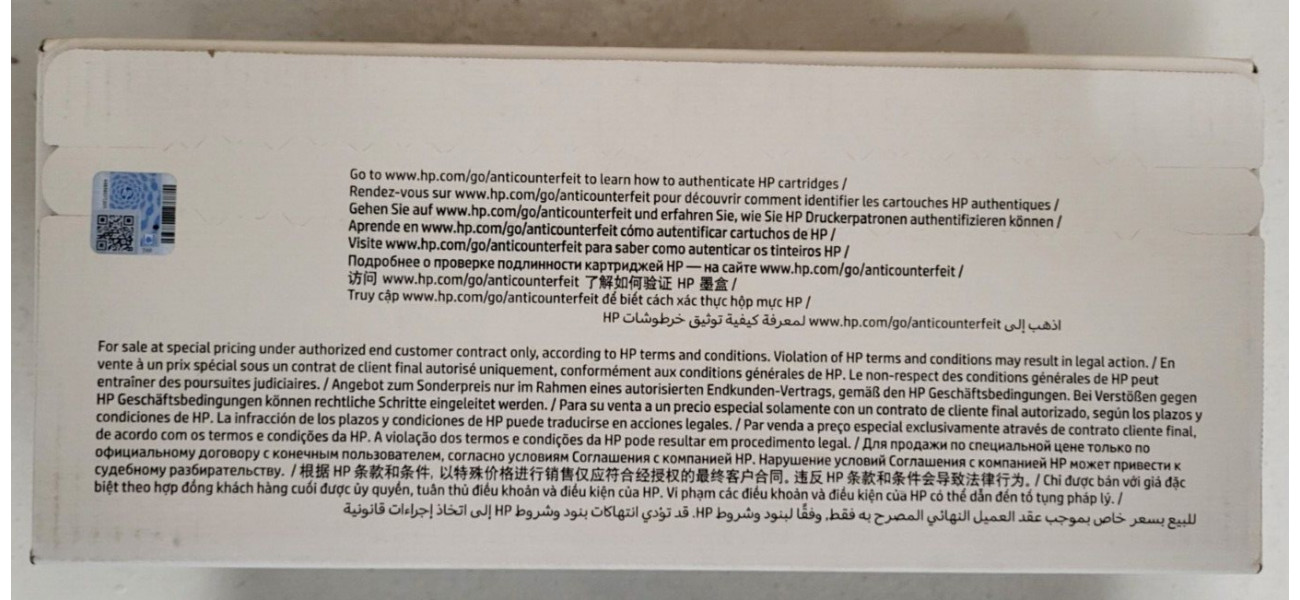 Go to www.hp.com/go/anticounterfeit to learn how to authenticate HP cartridges /
Rendez-vous sur www.hp.com/go/anticounterfeit pour découvrir comment identifier les cartouches HP authentiques /
Gehen Sie auf www.hp.com/go/anticounterfeit und erfahren Sie, wie Sie HP Druckerpatronen authentifizieren können /
Aprende en www.hp.com/go/anticounterfeit cómo autentificar cartuchos de HP /
Visite www.hp.com/go/anticounterfeit para saber como autenticar os tinteiros HP /
Подробнее о проверке подлинности картриджей HP — на сайте www.hp.com/go/anticounterfeit /
访问 www.hp.com/go/anticounterfeit 了解如何验证 HP 墨盒 /
Truy cập www.hp.com/go/anticounterfeit để biết cách xác thực hộp mực HP /
اذهب إلى www.hp.com/go/anticounterfeit لمعرفة كيفية توثيق خرطوشات HP
For sale at special pricing under authorized end customer contract only, according to HP terms and conditions. Violation of HP terms and conditions may result in legal action. / En
vente à un prix spécial sous un contrat de client final autorisé uniquement, conformément aux conditions générales de HP. Le non-respect des conditions générales de HP peut
entraîner des poursuites judiciaires. / Angebot zum Sonderpreis nur im Rahmen eines autorisierten Endkunden-Vertrags, gemäß den HP Geschäftsbedingungen. Bei Verstößen gegen
HP Geschäftsbedingungen können rechtliche Schritte eingeleitet werden. / Para su venta a un precio especial solamente con un contrato de cliente final autorizado, según los plazos y
condiciones de HP. La infracción de los plazos y condiciones de HP puede traducirse en acciones legales. / Par venda a preço especial exclusivamente através de contrato cliente final,
de acordo com os termos e condições da HP. A violação dos termos e condições da HP pode resultar em procedimento legal. / Для продажи по специальной цене только по
официальному договору с конечным пользователем, согласно условиям Соглашения с компанией HP. Нарушение условий Соглашения с компанией HP может привести к
судебному разбирательству. / 根据 HP 条款和条件, 以特殊价格进行销售仅应符合经授权的最终客户合同。违反 HP 条款和条件会导致法律行为。/ Chỉ được bán với giá đặc
biệt theo hợp đồng khách hàng cuối được ủy quyền, tuân thủ điều khoản và điều kiện của HP. Vi phạm các điều khoản và điều kiện của HP có thể dẫn đến tố tụng pháp lý. /
للبيع بسعر خاص بموجب عقد العميل النهائي المصرح به فقط، وفقًا لبنود وشروط HP. قد تؤدي انتهاكات بنود وشروط HP إلى اتخاذ إجراءات قانونية